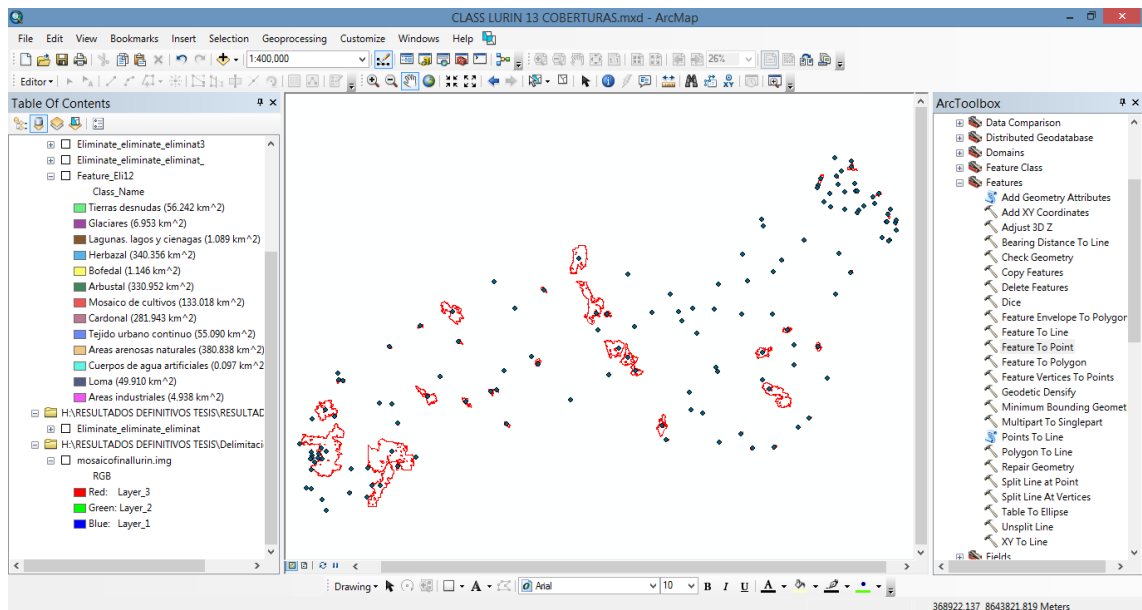 CLASS LURIN 13 COBERTURAS.mxd - ArcMap
File Edit View Bookmarks Insert Selection Geoprocessing Customize Windows Help
1:400,000
26%
Editor
Table Of Contents
Eliminate_eliminate_eliminat3
Eliminate_eliminate_eliminat_
Feature_Eli12
Class_Name
Tierras desnudas (56.242 km^2)
Glaciares (6.953 km^2)
Lagunas. lagos y cienagas (1.089 km^2)
Herbazal (340.356 km^2)
Bofedal (1.146 km^2)
Arbustal (330.952 km^2)
Mosaico de cultivos (133.018 km^2)
Cardonal (281.943 km^2)
Tejido urbano continuo (55.090 km^2)
Areas arenosas naturales (380.838 km^2)
Cuerpos de agua artificiales (0.097 km^2
Loma (49.910 km^2)
Areas industriales (4.938 km^2)
H:\RESULTADOS DEFINITIVOS TESIS\RESULTAD
Eliminate_eliminate_eliminat
H:\RESULTADOS DEFINITIVOS TESIS\Delimitaci
mosaicofinallurin.img
RGB
Red: Layer_3
Green: Layer_2
Blue: Layer_1
ArcToolbox
Data Comparison
Distributed Geodatabase
Domains
Feature Class
Features
Add Geometry Attributes
Add XY Coordinates
Adjust 3D Z
Bearing Distance To Line
Check Geometry
Copy Features
Delete Features
Dice
Feature Envelope To Polygor
Feature To Line
Feature To Point
Feature To Polygon
Feature Vertices To Points
Geodetic Densify
Minimum Bounding Geomet
Multipart To Singlepart
Points To Line
Polygon To Line
Repair Geometry
Split Line at Point
Split Line At Vertices
Table To Ellipse
Unsplit Line
XY To Line
Fields
Drawing A Arial 10 B I U A
368922.137 8643821.819 Meters